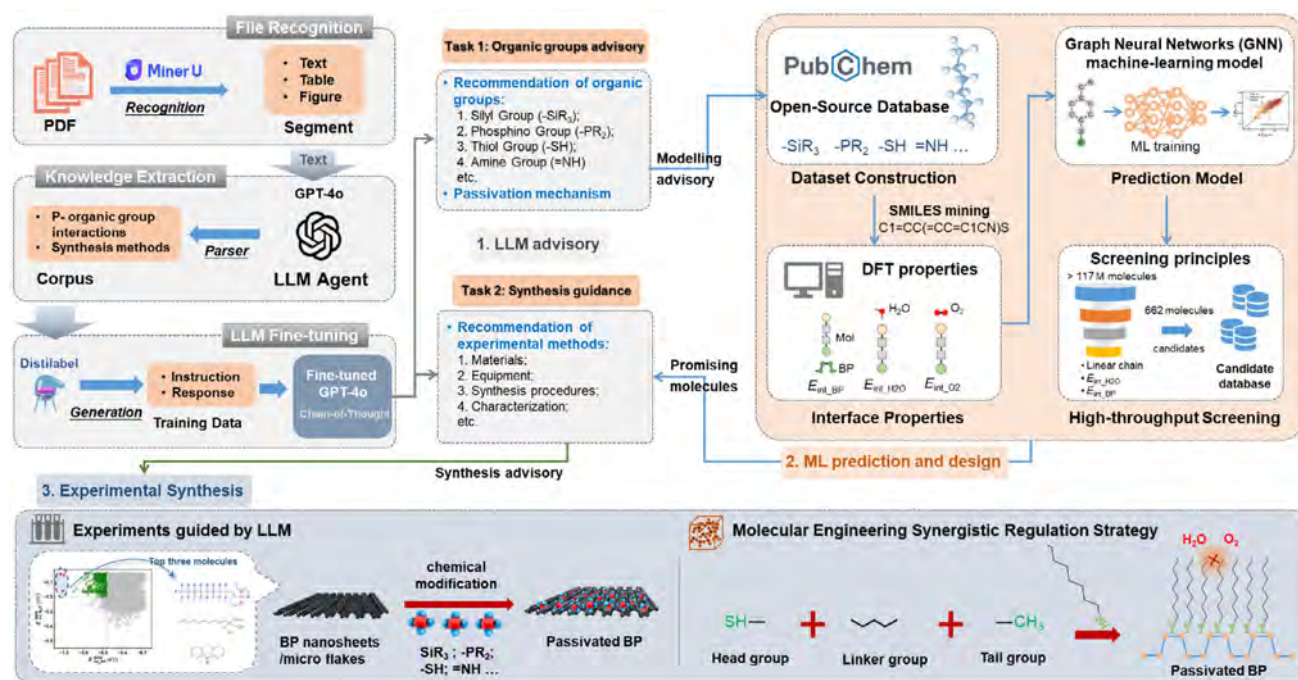 File Recognition
Miner U
Recognition
PDF
• Text
• Table
• Figure
Segment
Text
Knowledge Extraction
GPT-4o
• P- organic group
interactions
• Synthesis methods
Parser
Corpus
LLM Agent
LLM Fine-tuning
Distilabel
Generation
• Instruction
• Response
Training Data
Fine-tuned
GPT-4o
Chain-of-Thought
Task 1: Organic groups advisory
• Recommendation of organic
groups:
1. Silyl Group (-SiR₃);
2. Phosphino Group (-PR₂);
3. Thiol Group (-SH);
4. Amine Group (=NH)
etc.
• Passivation mechanism
1. LLM advisory
Task 2: Synthesis guidance
• Recommendation of
experimental methods:
1. Materials;
2. Equipment;
3. Synthesis procedures;
4. Characterization;
etc.
Modelling
advisory
Promising
molecules
Synthesis advisory
PubChem
Open-Source Database
-SiR₃ -PR₂ -SH =NH ...
Dataset Construction
SMILES mining
C1=CC(=CC=C1CN)S
DFT properties
H₂O
O₂
Mol
BP
E_int_BP E_int_H2O E_int_O2
Interface Properties
Graph Neural Networks (GNN)
machine-learning model
ML training
Prediction Model
Screening principles
> 117 M molecules
662 molecules
candidates
• Linear chain
• E_int_H2O
• E_int_BP
Candidate
database
High-throughput Screening
2. ML prediction and design
3. Experimental Synthesis
Experiments guided by LLM
Top three molecules
BP nanosheets
/micro flakes
chemical
modification
SiR₃ ; -PR₂;
-SH; =NH ...
Passivated BP
Molecular Engineering Synergistic Regulation Strategy
SH
Head group
Linker group
CH₃
Tail group
H₂O O₂
Passivated BP